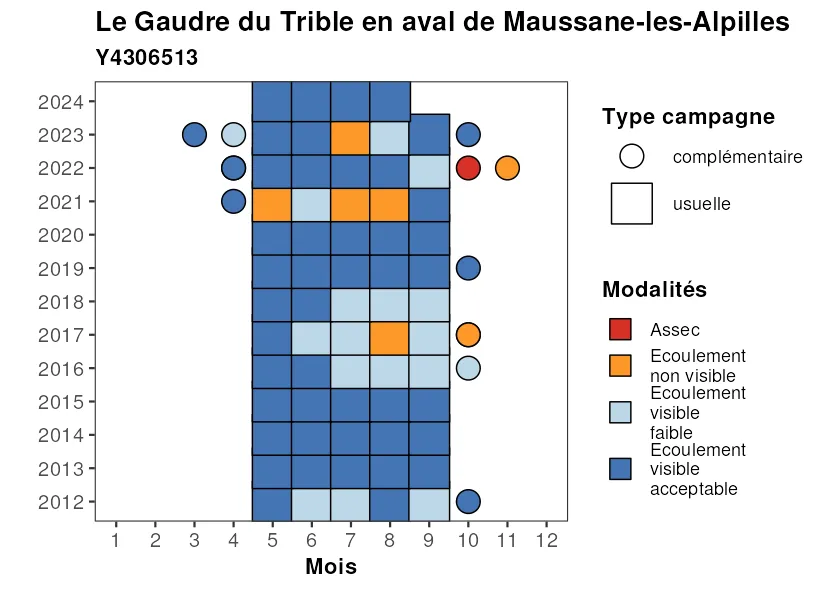 Le Gaudre du Trible en aval de Maussane-les-Alpilles
Y4306513
2024
2023
2022
2021
2020
2019
2018
2017
2016
2015
2014
2013
2012
1 2 3 4 5 6 7 8 9 10 11 12
Mois
Type campagne
complémentaire
usuelle
Modalités
Assec
Ecoulement
non visible
Ecoulement
visible
faible
Ecoulement
visible
acceptable